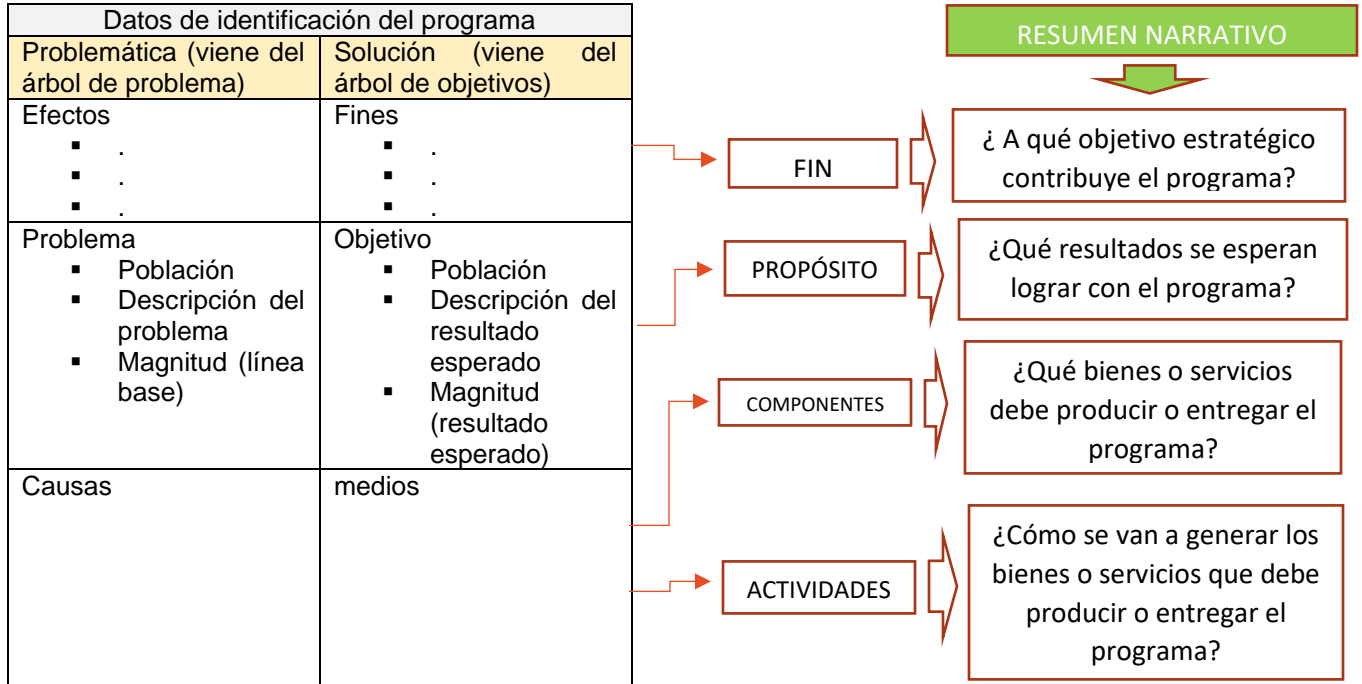 Datos de identificación del programa
Problemática (viene del
árbol de problema)
Solución (viene del
árbol de objetivos)
Efectos
▪ .
▪ .
▪ .
Fines
▪ .
▪ .
▪ .
Problema
▪ Población
▪ Descripción del
problema
▪ Magnitud (línea
base)
Objetivo
▪ Población
▪ Descripción del
resultado
esperado
▪ Magnitud
(resultado
esperado)
Causas
medios
RESUMEN NARRATIVO
FIN
¿ A qué objetivo estratégico
contribuye el programa?
PROPÓSITO
¿Qué resultados se esperan
lograr con el programa?
COMPONENTES
¿Qué bienes o servicios
debe producir o entregar el
programa?
ACTIVIDADES
¿Cómo se van a generar los
bienes o servicios que debe
producir o entregar el
programa?